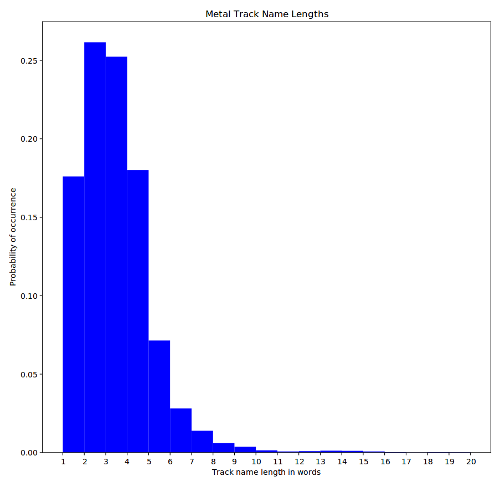 Metal Track Name Lengths
Probability of occurrence
0.25
0.20
0.15
0.10
0.05
0.00
1 2 3 4 5 6 7 8 9 10 11 12 13 14 15 16 17 18 19 20
Track name length in words